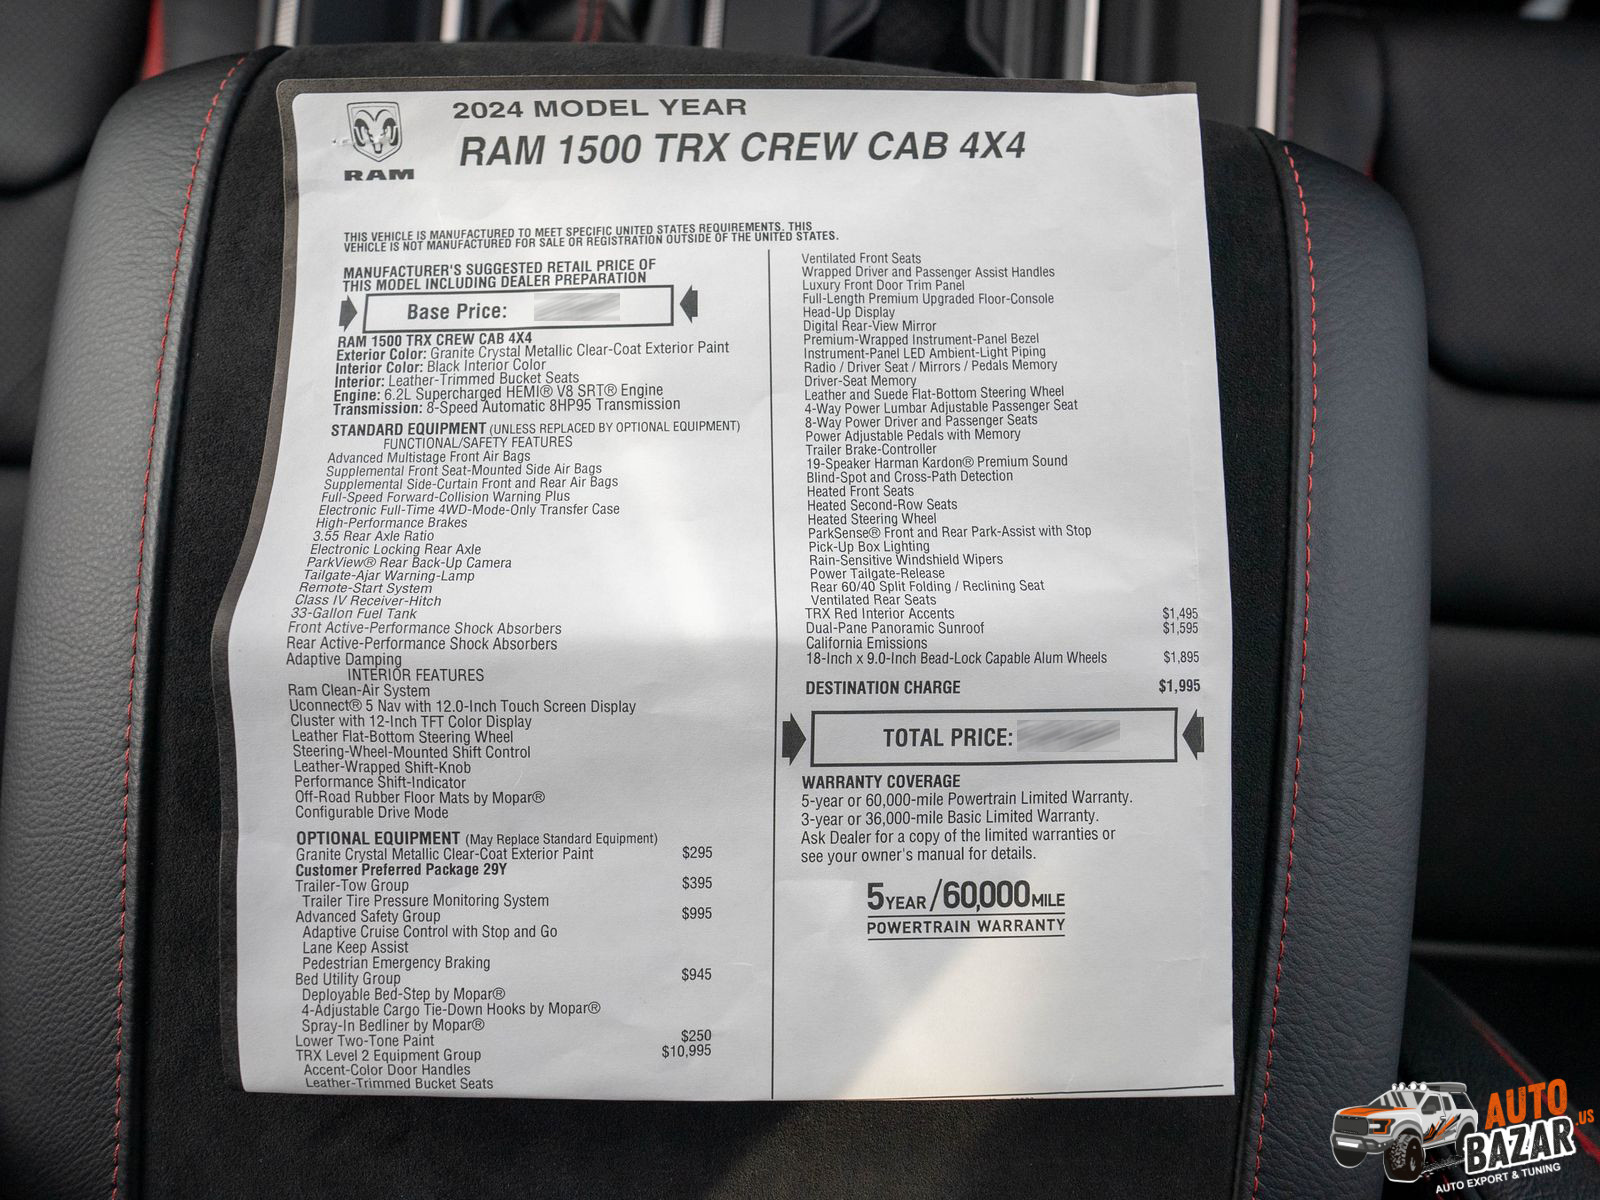 2024 MODEL YEAR
RAM 1500 TRX CREW CAB 4X4
RAM
THIS VEHICLE IS MANUFACTURED TO MEET SPECIFIC UNITED STATES REQUIREMENTS. THIS
VEHICLE IS NOT MANUFACTURED FOR SALE OR REGISTRATION OUTSIDE OF THE UNITED STATES.
MANUFACTURER'S SUGGESTED RETAIL PRICE OF
THIS MODEL INCLUDING DEALER PREPARATION
Base Price:
RAM 1500 TRX CREW CAB 4X4
Exterior Color: Granite Crystal Metallic Clear-Coat Exterior Paint
Interior Color: Black Interior Color
Interior: Leather-Trimmed Bucket Seats
Engine: 6.2L Supercharged HEMI® V8 SRT® Engine
Transmission: 8-Speed Automatic 8HP95 Transmission
STANDARD EQUIPMENT (UNLESS REPLACED BY OPTIONAL EQUIPMENT)
FUNCTIONAL/SAFETY FEATURES
Advanced Multistage Front Air Bags
Supplemental Front Seat-Mounted Side Air Bags
Supplemental Side-Curtain Front and Rear Air Bags
Full-Speed Forward-Collision Warning Plus
Electronic Full-Time 4WD-Mode-Only Transfer Case
High-Performance Brakes
3.55 Rear Axle Ratio
Electronic Locking Rear Axle
ParkView® Rear Back-Up Camera
Tailgate-Ajar Warning-Lamp
Remote-Start System
Class IV Receiver-Hitch
33-Gallon Fuel Tank
Front Active-Performance Shock Absorbers
Rear Active-Performance Shock Absorbers
Adaptive Damping
INTERIOR FEATURES
Ram Clean-Air System
Uconnect® 5 Nav with 12.0-Inch Touch Screen Display
Cluster with 12-Inch TFT Color Display
Leather Flat-Bottom Steering Wheel
Steering-Wheel-Mounted Shift Control
Leather-Wrapped Shift-Knob
Performance Shift-Indicator
Off-Road Rubber Floor Mats by Mopar®
Configurable Drive Mode
OPTIONAL EQUIPMENT (May Replace Standard Equipment)
Granite Crystal Metallic Clear-Coat Exterior Paint $295
Customer Preferred Package 29Y
Trailer-Tow Group $395
Trailer Tire Pressure Monitoring System
Advanced Safety Group $995
Adaptive Cruise Control with Stop and Go
Lane Keep Assist
Pedestrian Emergency Braking
Bed Utility Group $945
Deployable Bed-Step by Mopar®
4-Adjustable Cargo Tie-Down Hooks by Mopar®
Spray-In Bedliner by Mopar®
Lower Two-Tone Paint $250
TRX Level 2 Equipment Group $10,995
Accent-Color Door Handles
Leather-Trimmed Bucket Seats
Ventilated Front Seats
Wrapped Driver and Passenger Assist Handles
Luxury Front Door Trim Panel
Full-Length Premium Upgraded Floor-Console
Head-Up Display
Digital Rear-View Mirror
Premium-Wrapped Instrument-Panel Bezel
Instrument-Panel LED Ambient-Light Piping
Radio / Driver Seat / Mirrors / Pedals Memory
Driver-Seat Memory
Leather and Suede Flat-Bottom Steering Wheel
4-Way Power Lumbar Adjustable Passenger Seat
8-Way Power Driver and Passenger Seats
Power Adjustable Pedals with Memory
Trailer Brake-Controller
19-Speaker Harman Kardon® Premium Sound
Blind-Spot and Cross-Path Detection
Heated Front Seats
Heated Second-Row Seats
Heated Steering Wheel
ParkSense® Front and Rear Park-Assist with Stop
Pick-Up Box Lighting
Rain-Sensitive Windshield Wipers
Power Tailgate-Release
Rear 60/40 Split Folding / Reclining Seat
Ventilated Rear Seats
TRX Red Interior Accents $1,495
Dual-Pane Panoramic Sunroof $1,595
California Emissions
18-Inch x 9.0-Inch Bead-Lock Capable Alum Wheels $1,895
DESTINATION CHARGE $1,995
TOTAL PRICE:
WARRANTY COVERAGE
5-year or 60,000-mile Powertrain Limited Warranty.
3-year or 36,000-mile Basic Limited Warranty.
Ask Dealer for a copy of the limited warranties or
see your owner's manual for details.
5 YEAR/60,000 MILE
POWERTRAIN WARRANTY
AUTO
BAZAR.US
AUTO EXPORT & TUNING